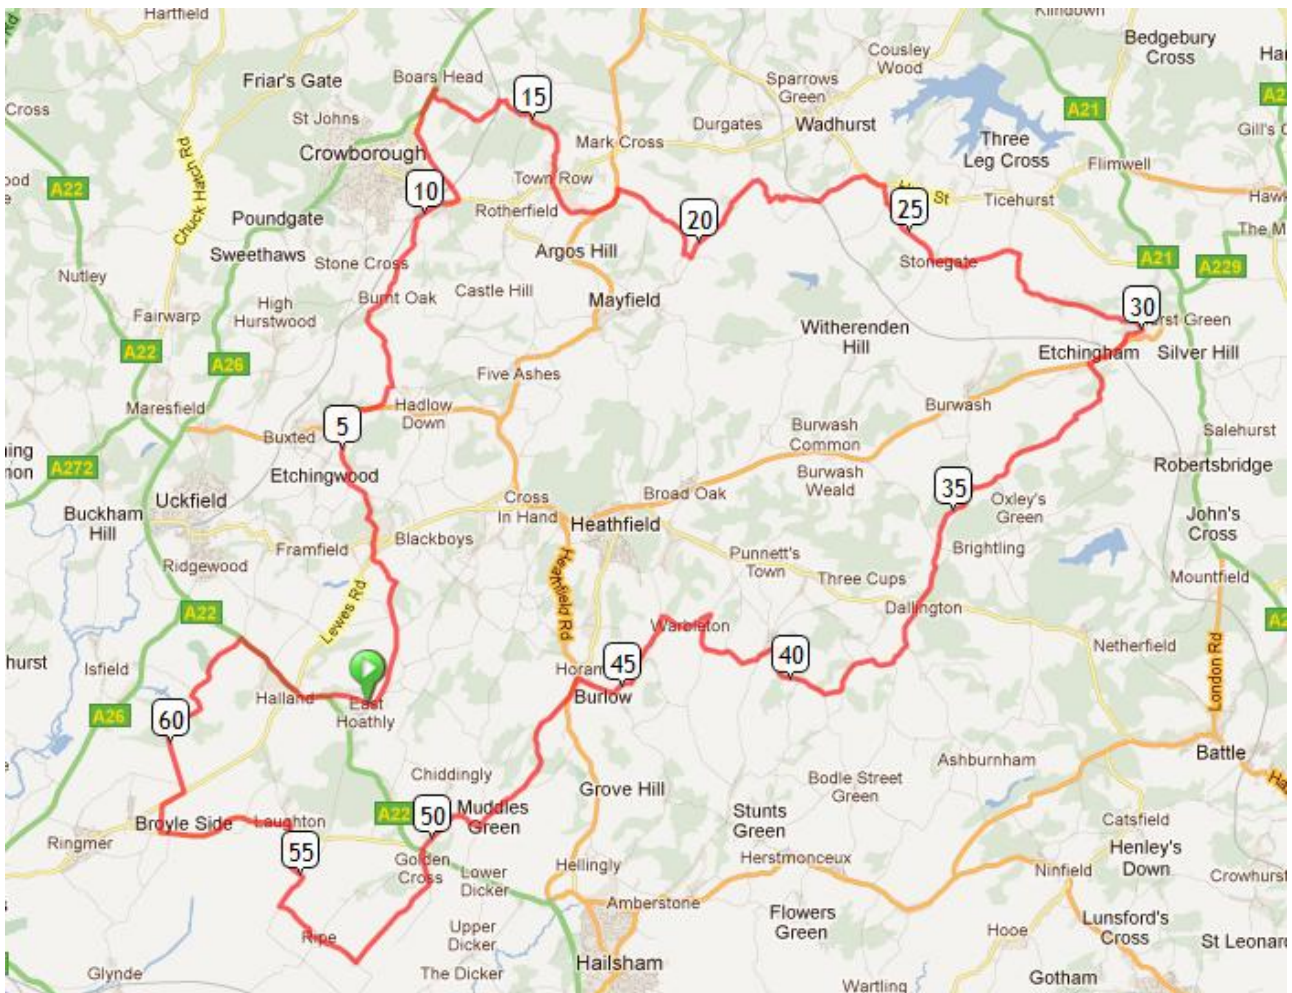 Hartfield
Kilndown
Bedgebury
Cross
Cousley
Wood
Friar's Gate
Boars Head
Sparrows
Green
15
A21
Cross
St Johns
Durgates
Wadhurst
Three
Leg Cross
Gill's
Mark Cross
Crowborough
Flimwell
A22
Chuck Hatch Rd
10
Town Row
St
Ticehurst
Poundgate
Rotherfield
20
25
The M
Sweethaws
Stone Cross
Argos Hill
Stonegate
A21
A229
Nutley
Burnt Oak
Castle Hill
Mayfield
High
Hurstwood
30
Fairwarp
Witherenden
Hill
rst Green
A22
A26
Etchingham
Silver Hill
Five Ashes
Maresfield
Hadlow
Down
Burwash
5
Buxted
Burwash
Common
Salehurst
A272
Etchingwood
Burwash
Weald
Robertsbridge
Uckfield
Cross
In Hand
Broad Oak
35
Oxley's
Green
Buckham
Hill
Heathfield
John's
Cross
Framfield
Blackboys
Brightling
Ridgewood
Punnett's
Town
Three Cups
Mountfield
Heathfield Rd
Lewes Rd
A22
Dallington
Warbleton
Netherfield
hurst
Isfield
Horam
45
40
London Rd
Halland
East
Hoathly
Burlow
A26
60
Battle
Ashburnham
Chiddingly
Bodle Street
Green
Grove Hill
A22
50
Muddles
Green
Stunts
Green
Broyle Side
Laughton
Catsfield
Ringmer
55
Golden
Cross
Lower
Dicker
Hellingly
Herstmonceux
Henley's
Down
Ninfield
Crowhurst
Amberstone
Flowers
Green
Lunsford's
Cross
Upper
Dicker
Ripe
Hooe
St Leonar
Hailsham
Glynde
The Dicker
Gotham
Wartling